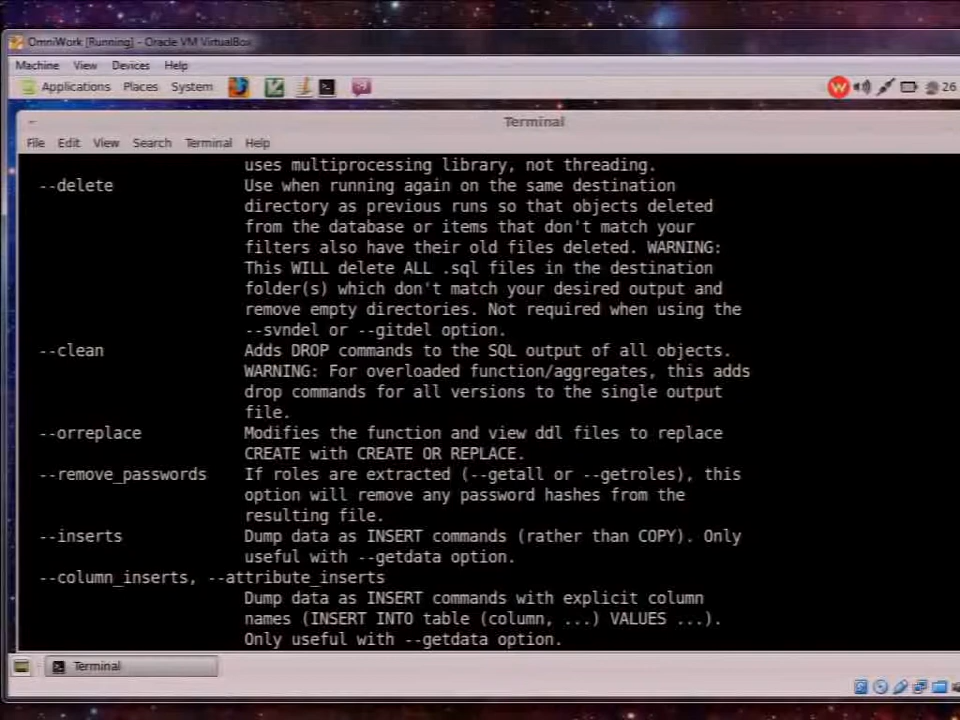 OmniWork [Running] - Oracle VM VirtualBox
Machine View Devices Help
Applications Places System W 26
Terminal
File Edit View Search Terminal Help
uses multiprocessing library, not threading.
--delete Use when running again on the same destination
directory as previous runs so that objects deleted
from the database or items that don't match your
filters also have their old files deleted. WARNING:
This WILL delete ALL .sql files in the destination
folder(s) which don't match your desired output and
remove empty directories. Not required when using the
--svndel or --gitdel option.
--clean Adds DROP commands to the SQL output of all objects.
WARNING: For overloaded function/aggregates, this adds
drop commands for all versions to the single output
file.
--orreplace Modifies the function and view ddl files to replace
CREATE with CREATE OR REPLACE.
--remove_passwords If roles are extracted (--getall or --getroles), this
option will remove any password hashes from the
resulting file.
--inserts Dump data as INSERT commands (rather than COPY). Only
useful with --getdata option.
--column_inserts, --attribute_inserts
Dump data as INSERT commands with explicit column
names (INSERT INTO table (column, ...) VALUES ...).
Only useful with --getdata option.
Terminal